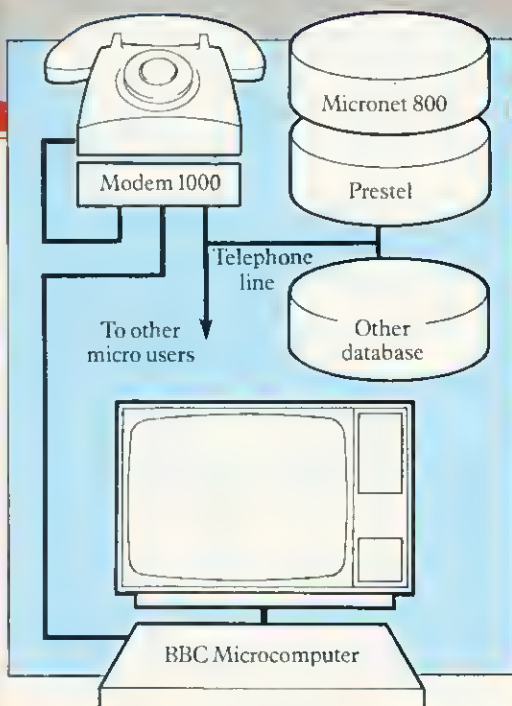 Micronet 800
Modem 1000
Prestel
Telephone
line
To other
micro users
Other
database
BBC Microcomputer